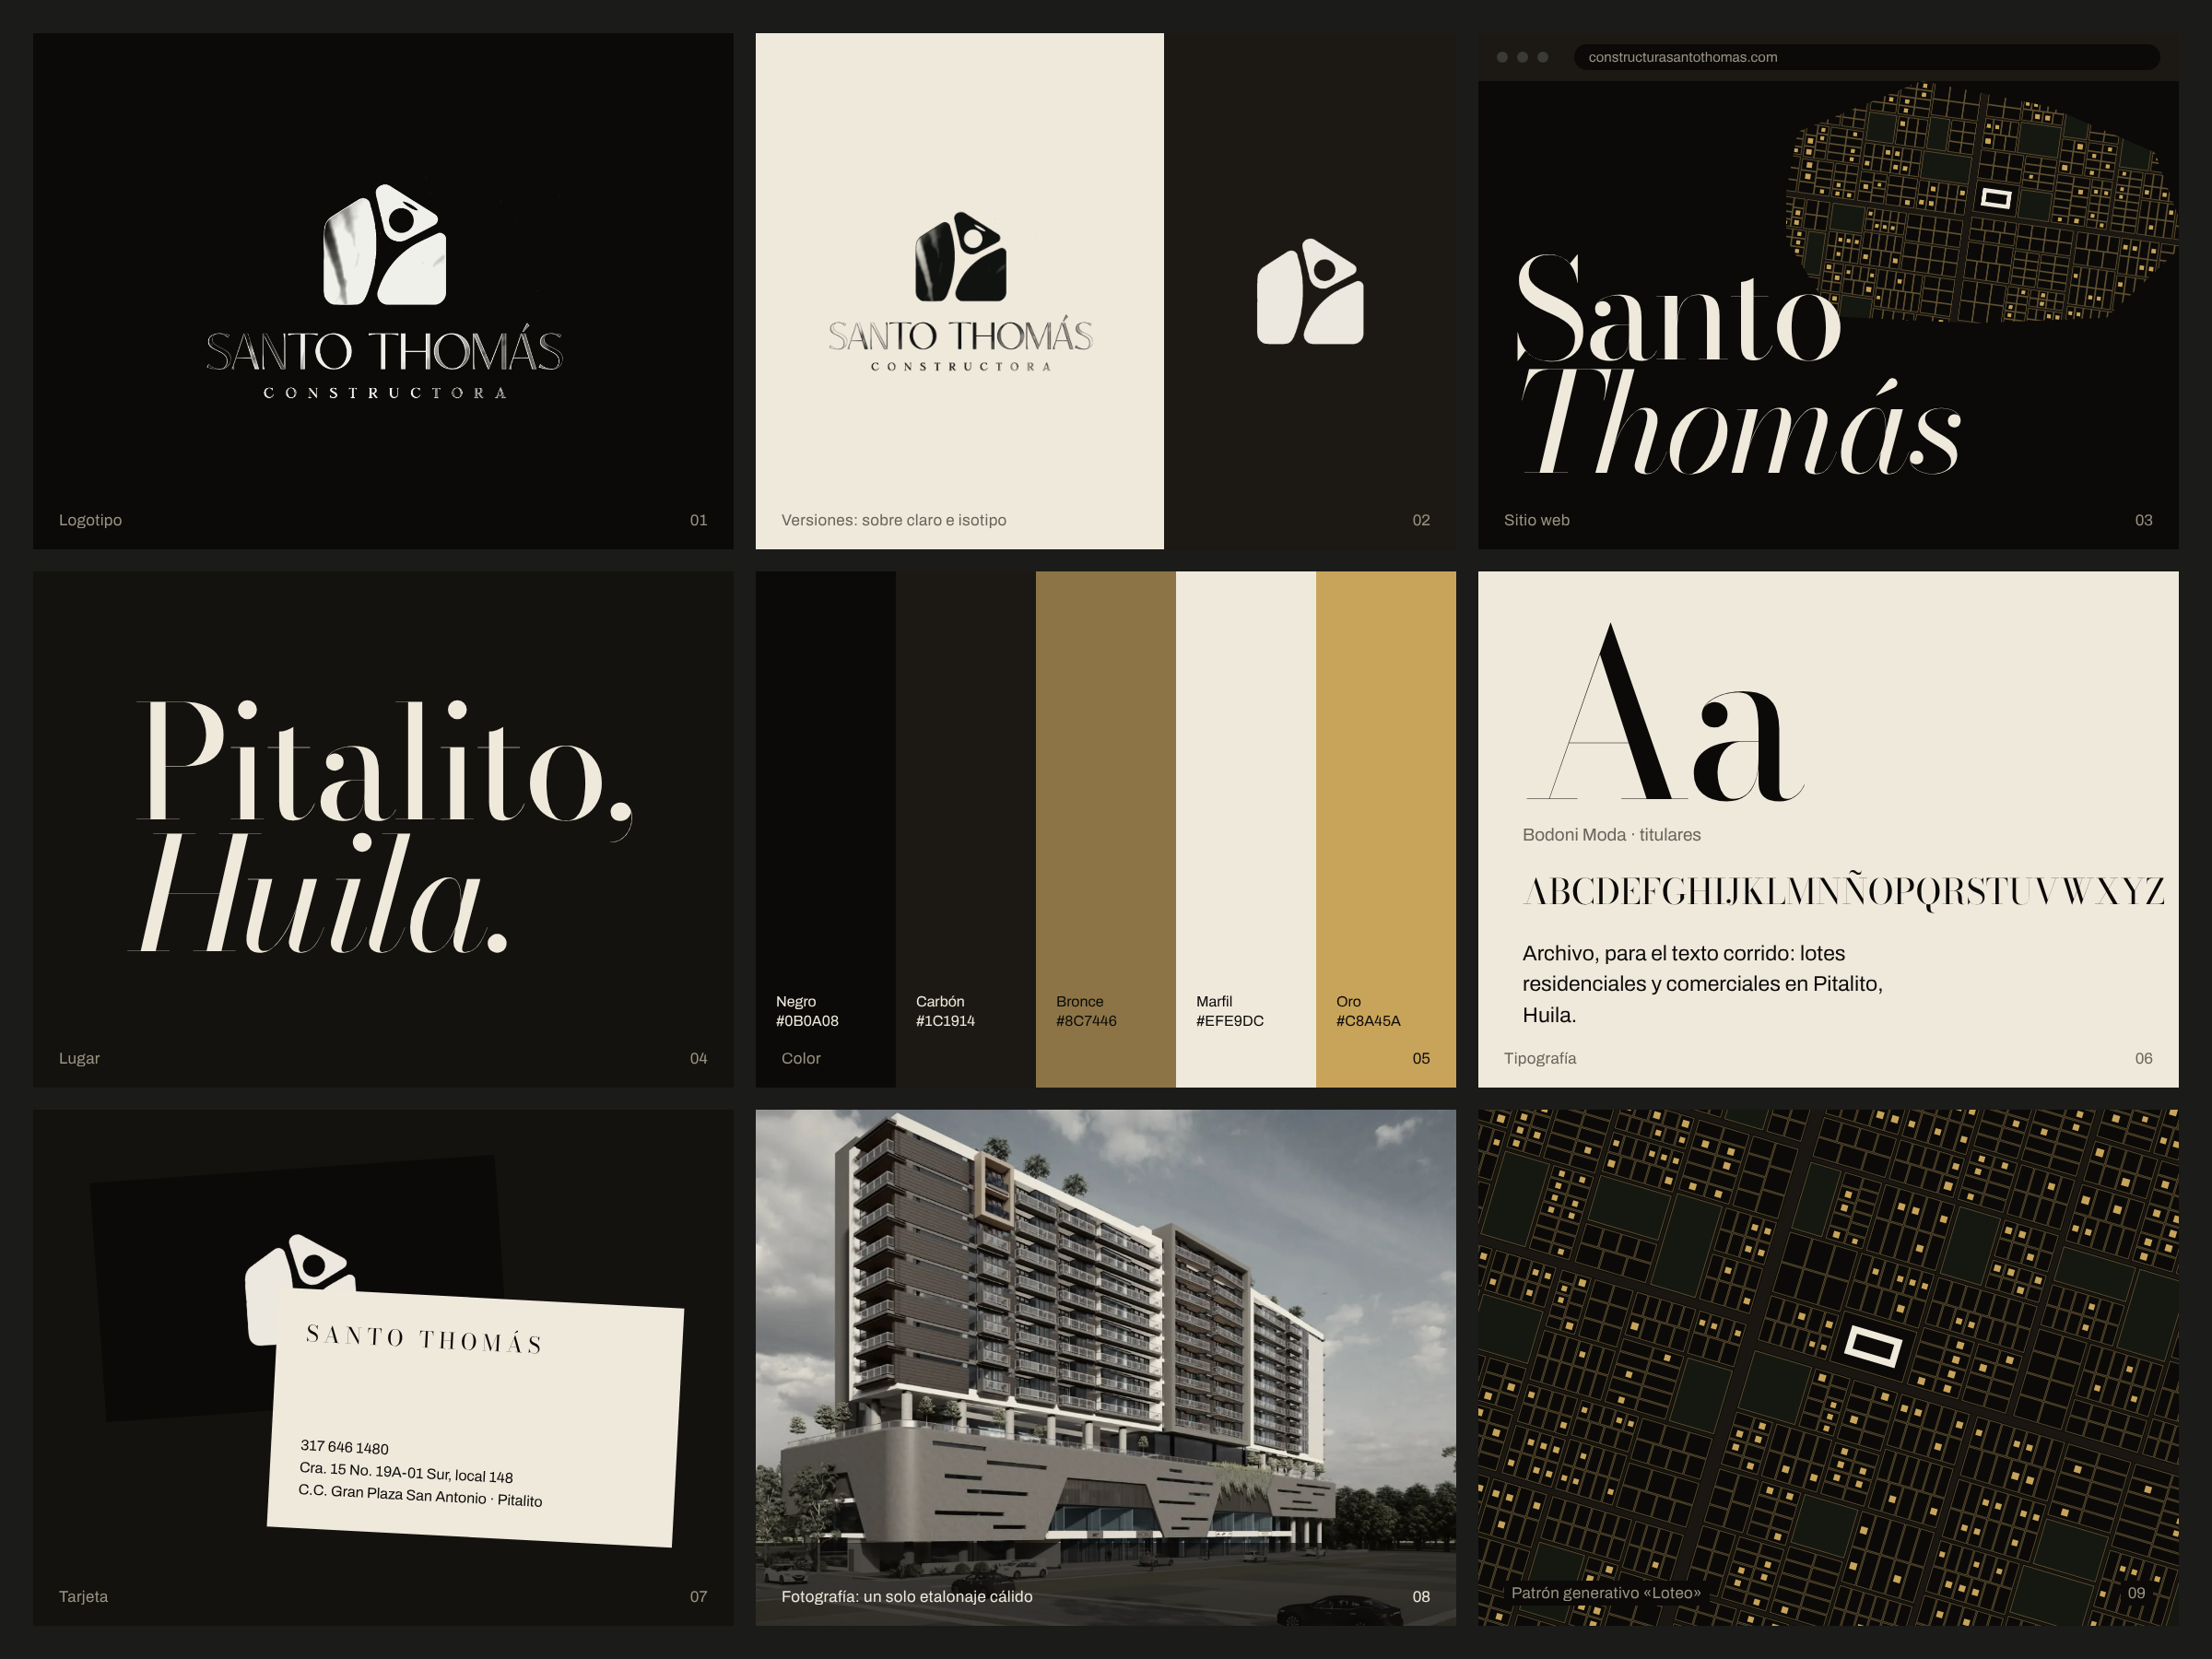 SANTO THOMÁS
CONSTRUCTORA
Logotipo
01
SANTO THOMÁS
CONSTRUCTORA
Versiones: sobre claro e isotipo
02
constructurasantothomas.com
Santo
Thomás
Sitio web
03
Pitalito,
Huila.
Lugar
04
Negro
#0B0A08
Carbón
#1C1914
Bronce
#8C7446
Marfil
#EFE9DC
Oro
#C8A45A
Color
05
Aa
Bodoni Moda · titulares
ABCDEFGHIJKLMNÑOPQRSTUVWXYZ
Archivo, para el texto corrido: lotes
residenciales y comerciales en Pitalito,
Huila.
Tipografía
06
SANTO THOMÁS
317 646 1480
Cra. 15 No. 19A-01 Sur, local 148
C.C. Gran Plaza San Antonio · Pitalito
Tarjeta
07
Fotografía: un solo etalonaje cálido
08
Patrón generativo «Loteo»
09